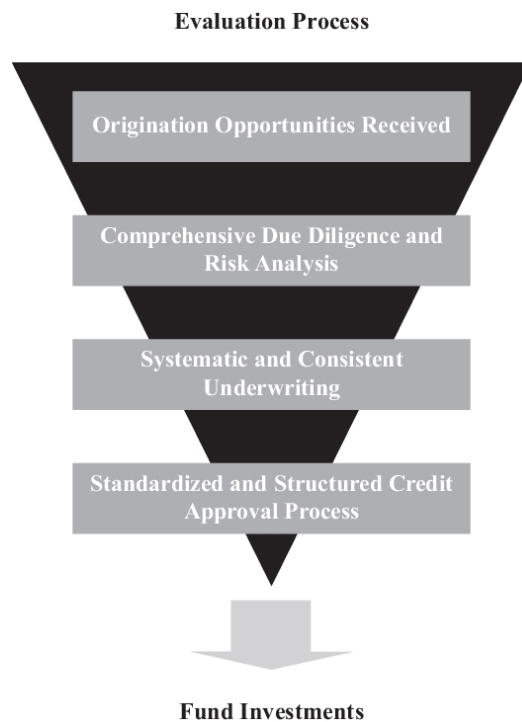 Evaluation Process
Origination Opportunities Received
Comprehensive Due Diligence and
Risk Analysis
Systematic and Consistent
Underwriting
Standardized and Structured Credit
Approval Process
Fund Investments